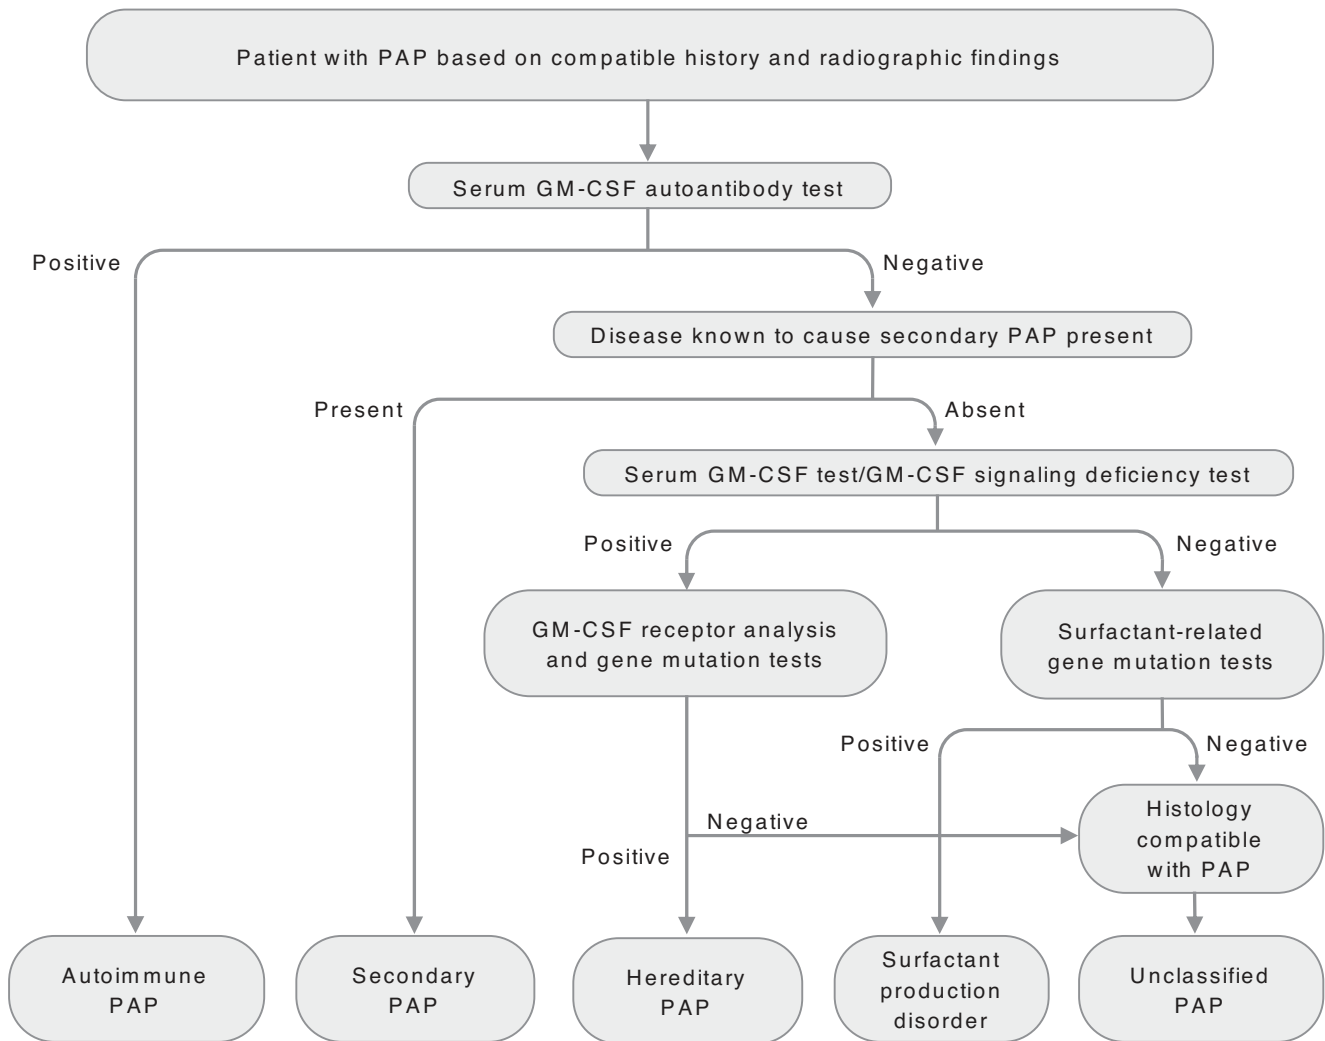 Patient with PAP based on compatible history and radiographic findings
Serum GM-CSF autoantibody test
Positive
Negative
Disease known to cause secondary PAP present
Present
Absent
Serum GM-CSF test/GM-CSF signaling deficiency test
Positive
Negative
GM-CSF receptor analysis
and gene mutation tests
Surfactant-related
gene mutation tests
Positive
Negative
Histology
compatible
with PAP
Negative
Positive
Autoimmune
PAP
Secondary
PAP
Hereditary
PAP
Surfactant
production
disorder
Unclassified
PAP